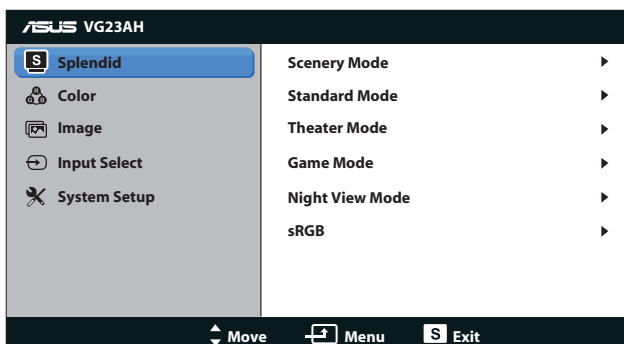 ASUS VG23AH
S Splendid
Color
Image
Input Select
System Setup
Scenery Mode
Standard Mode
Theater Mode
Game Mode
Night View Mode
sRGB
Move Menu S Exit